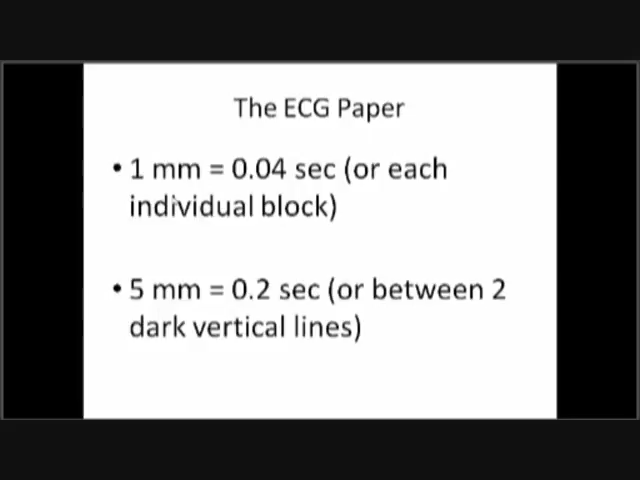 The ECG Paper
• 1 mm = 0.04 sec (or each
individual block)
• 5 mm = 0.2 sec (or between 2
dark vertical lines)